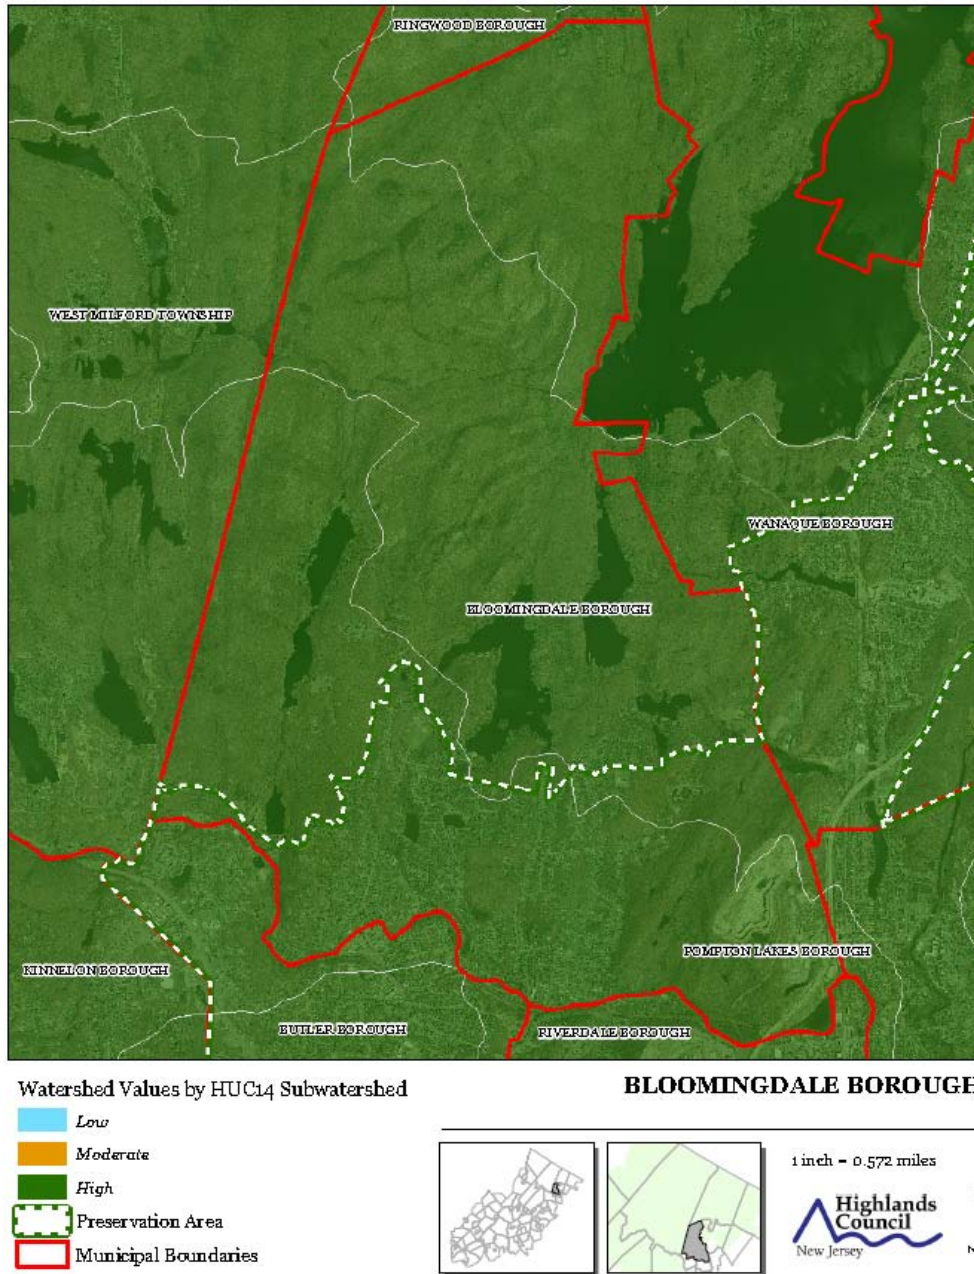 RINGWOOD BOROUGH
WEST MILFORD TOWNSHIP
WANAQUE BOROUGH
BLOOMINGDALE BOROUGH
POMPTON LAKES BOROUGH
KINNELON BOROUGH
BUTLER BOROUGH
RIVERDALE BOROUGH
Watershed Values by HUC14 Subwatershed
Low
Moderate
High
Preservation Area
Municipal Boundaries
BLOOMINGDALE BOROUGH
1 inch = 0.572 miles
Highlands
Council
New Jersey
N